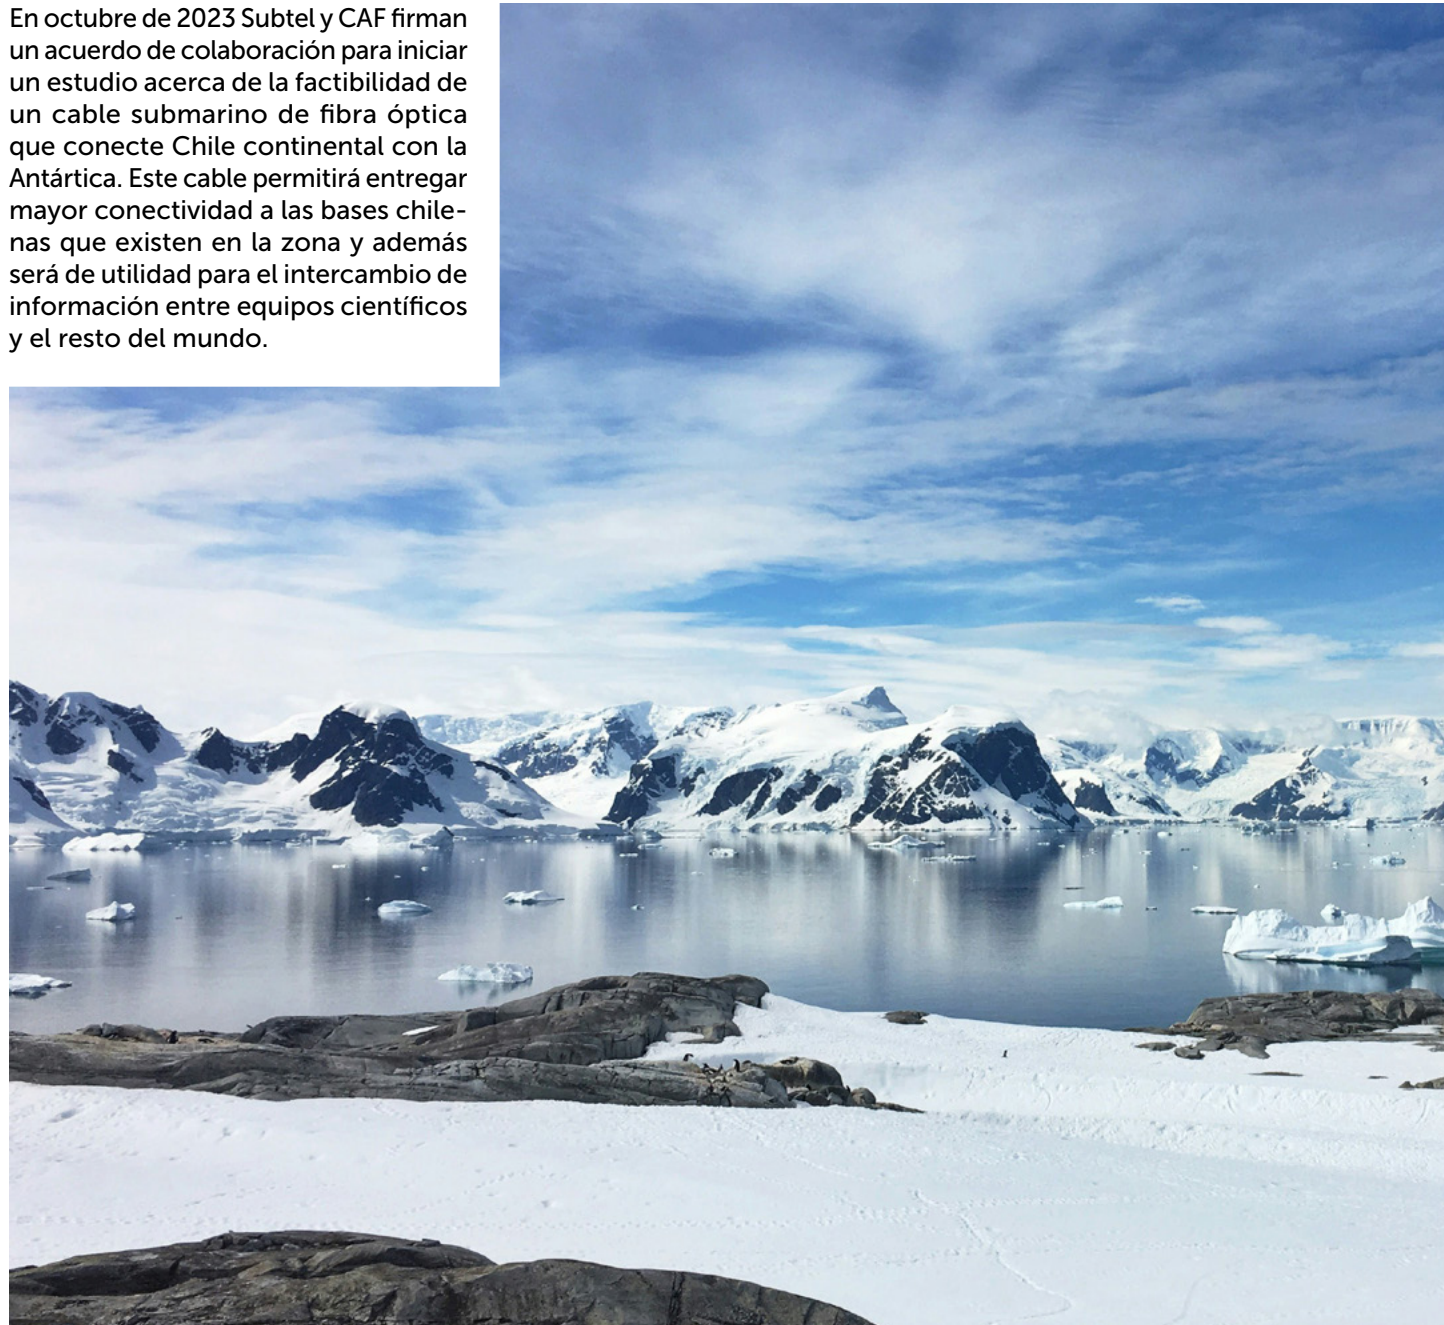 En octubre de 2023 Subtel y CAF firman
un acuerdo de colaboración para iniciar
un estudio acerca de la factibilidad de
un cable submarino de fibra óptica
que conecte Chile continental con la
Antártica. Este cable permitirá entregar
mayor conectividad a las bases chile-
nas que existen en la zona y además
será de utilidad para el intercambio de
información entre equipos científicos
y el resto del mundo.